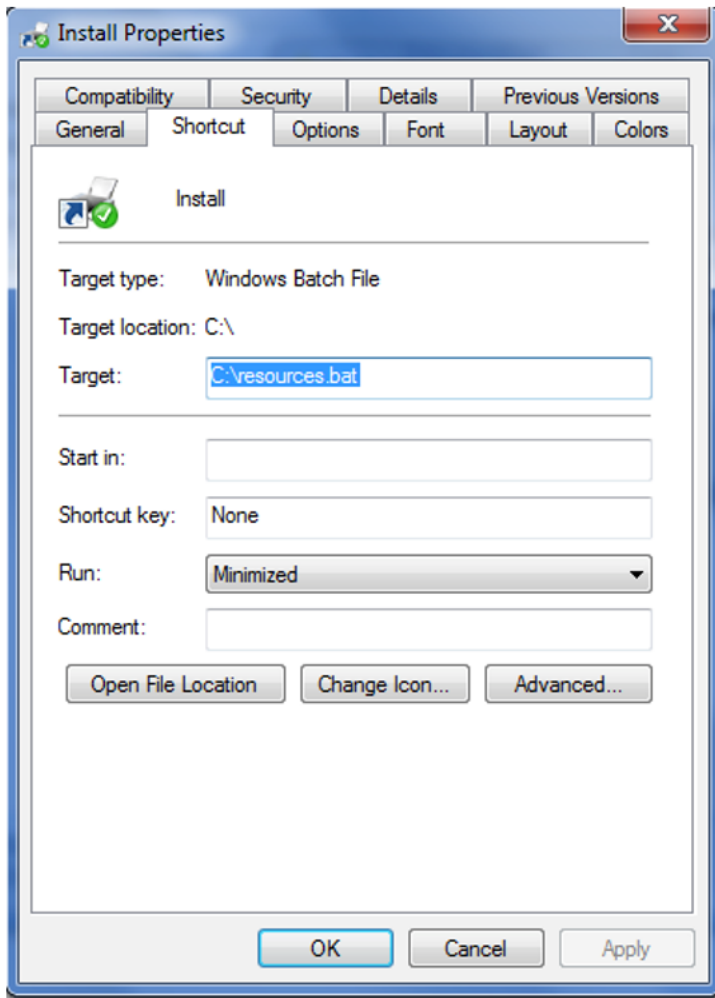 Install Properties
Compatibility Security Details Previous Versions
General Shortcut Options Font Layout Colors
Install
Target type: Windows Batch File
Target location: C:\
Target: C:\resources.bat
Start in:
Shortcut key: None
Run: Minimized
Comment:
Open File Location Change Icon... Advanced...
OK Cancel Apply